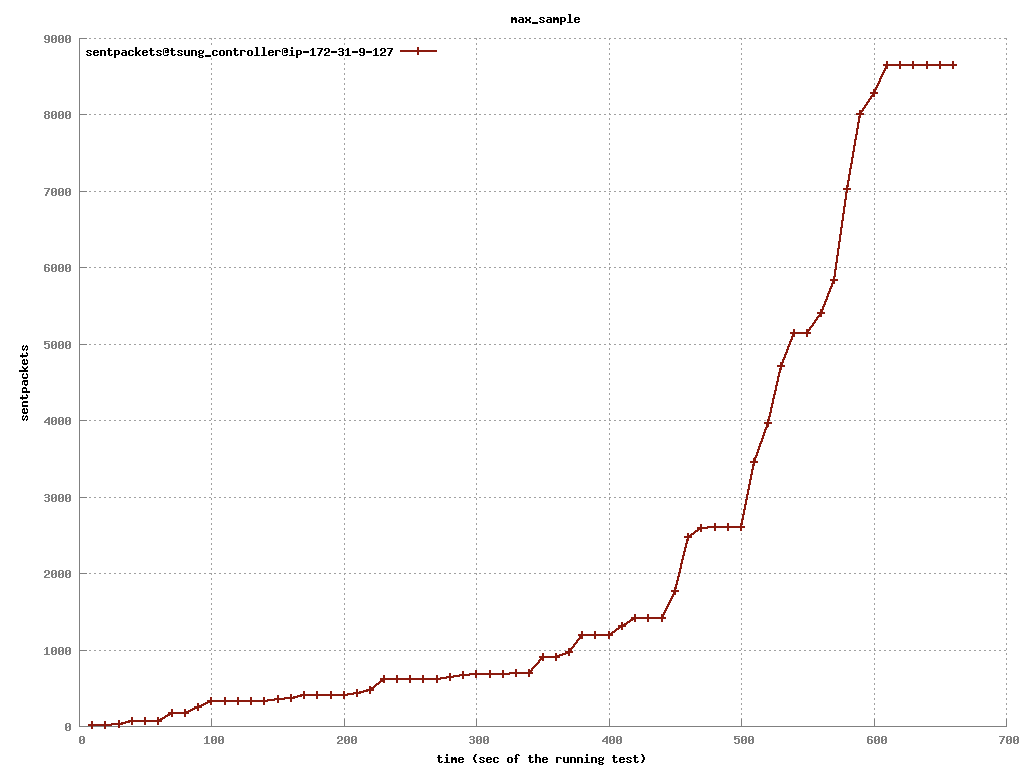 max_sample
9000
sentpackets@tsung_controller@ip-172-31-9-127
8000
7000
6000
5000
4000
3000
2000
1000
0
sentpackets
0 100 200 300 400 500 600 700
time (sec of the running test)